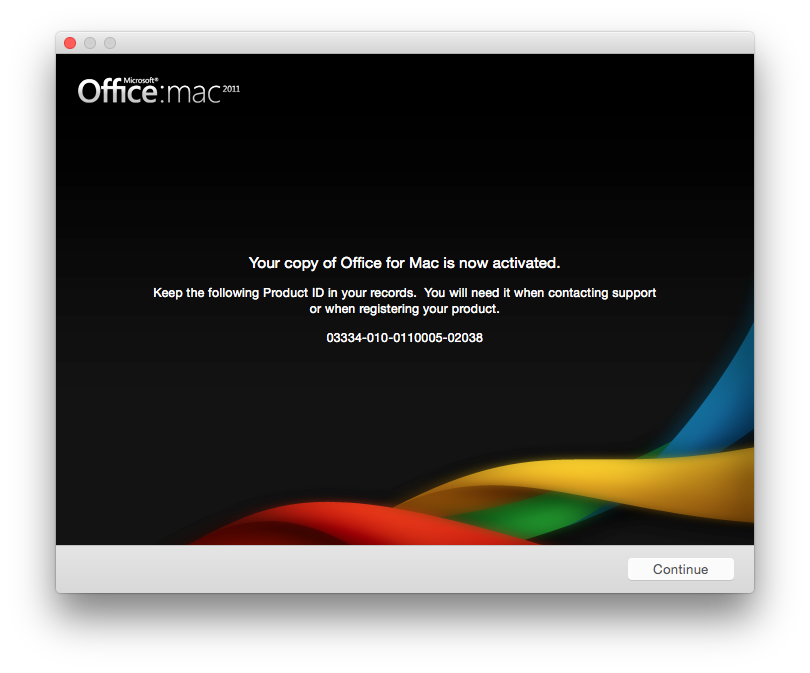 Microsoft®
Office:mac 2011
Your copy of Office for Mac is now activated.
Keep the following Product ID in your records.  You will need it when contacting support
or when registering your product.
03334-010-0110005-02038
Continue